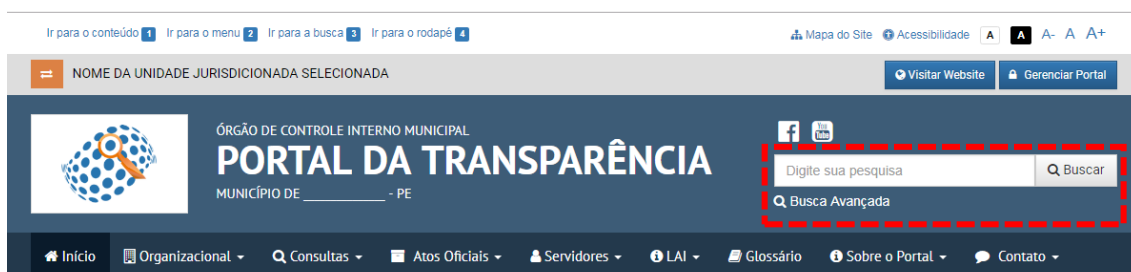 Ir para o conteúdo 1 Ir para o menu 2 Ir para a busca 3 Ir para o rodapé 4 Mapa do Site Acessibilidade A A A- A A+
NOME DA UNIDADE JURISDICIONADA SELECIONADA Visitar Website Gerenciar Portal
ÓRGÃO DE CONTROLE INTERNO MUNICIPAL
PORTAL DA TRANSPARÊNCIA
MUNICÍPIO DE __________ - PE
f You Tube
Digite sua pesquisa Buscar
Busca Avançada
Início Organizacional Consultas Atos Oficiais Servidores LAI Glossário Sobre o Portal Contato